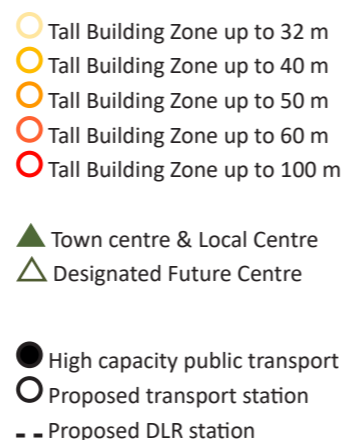 Tall Building Zone up to 32 m
Tall Building Zone up to 40 m
Tall Building Zone up to 50 m
Tall Building Zone up to 60 m
Tall Building Zone up to 100 m
Town centre & Local Centre
Designated Future Centre
High capacity public transport
Proposed transport station
Proposed DLR station